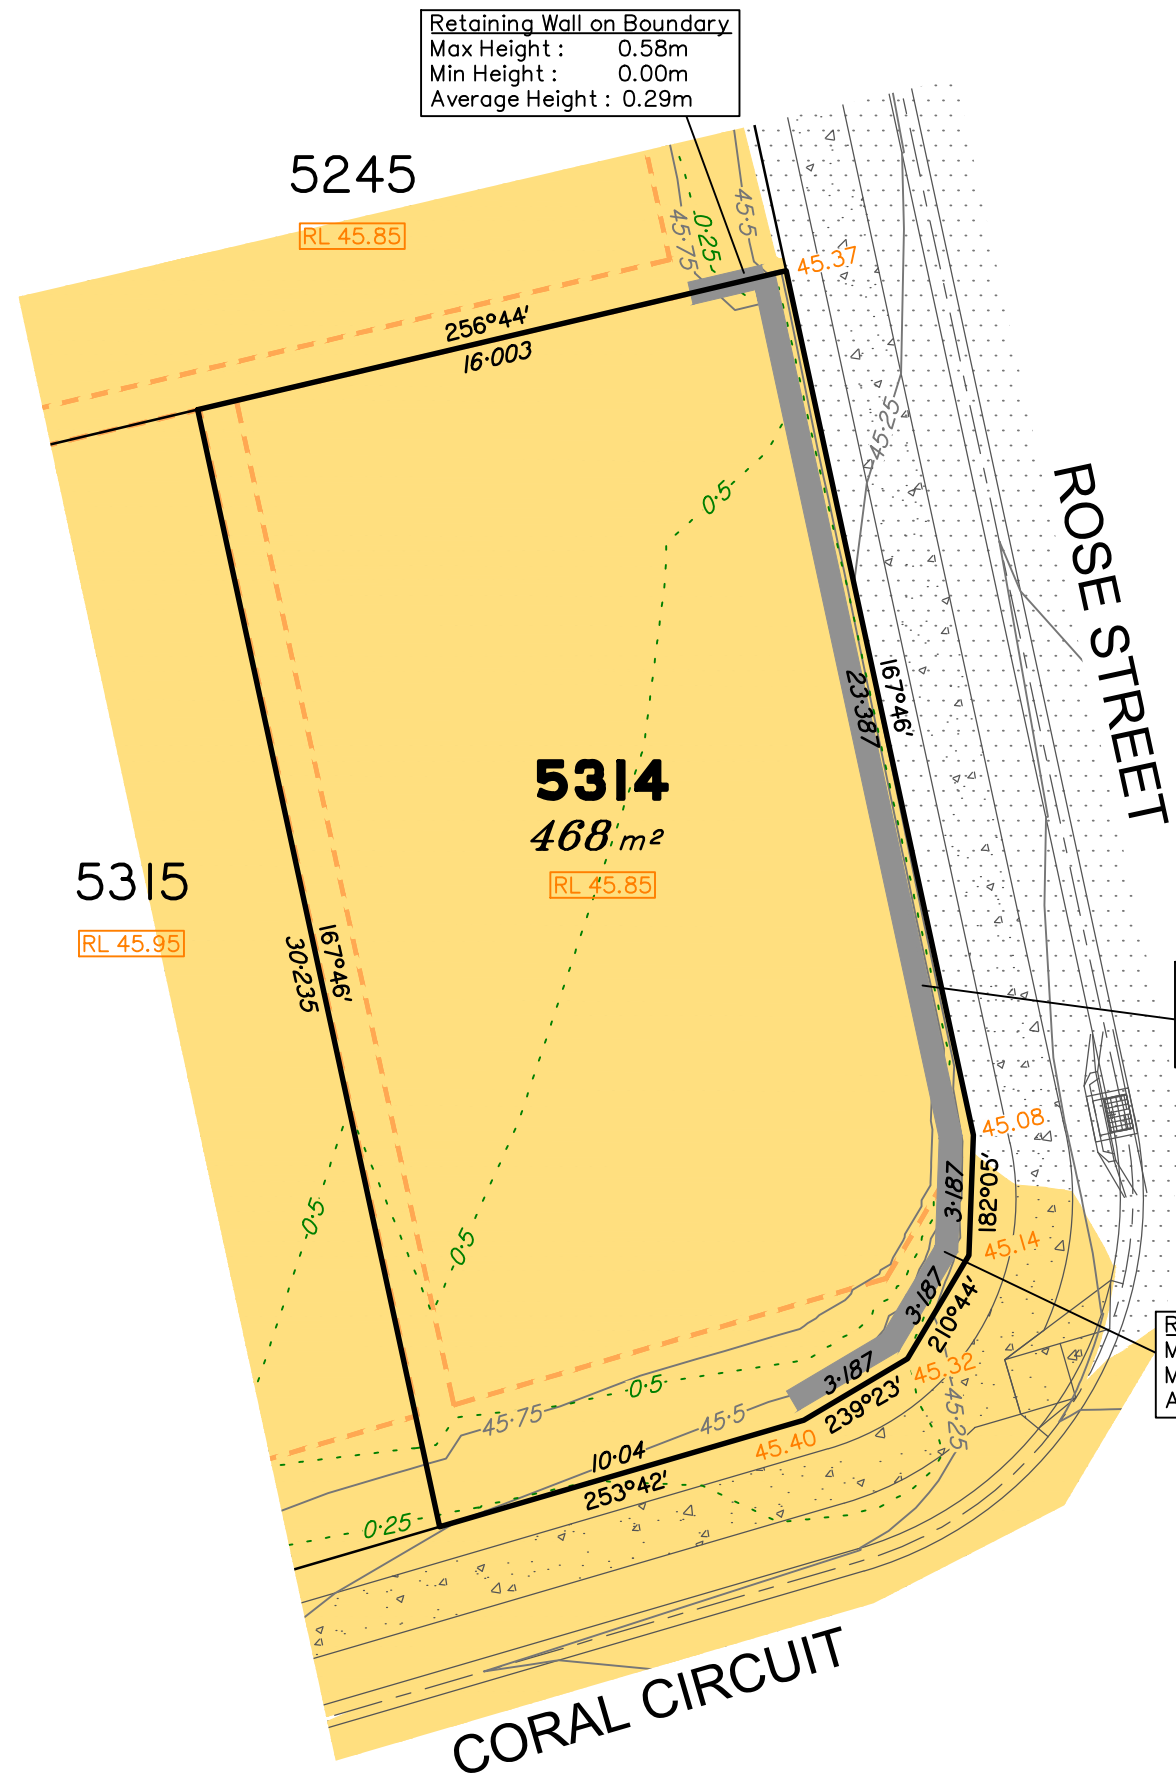 Retaining Wall on Boundary
Max Height : 0.58m
Min Height : 0.00m
Average Height : 0.29m
5245
RL 45.85
45·75
0·25
45·5
45.37
256°44'
16·003
45·25
0·5
ROSE STREET
167°46'
23·387
5314
468 m²
RL 45.85
5315
RL 45.95
167°46'
30·235
45.08
3·187
182°05'
0·5
0·5
45.14
3·187
210°44'
R
M
M
A
45.32
3·187
239°23'
0·5
45·75
45·5
45·25
45.40
10·04
253°42'
0·25
CORAL CIRCUIT